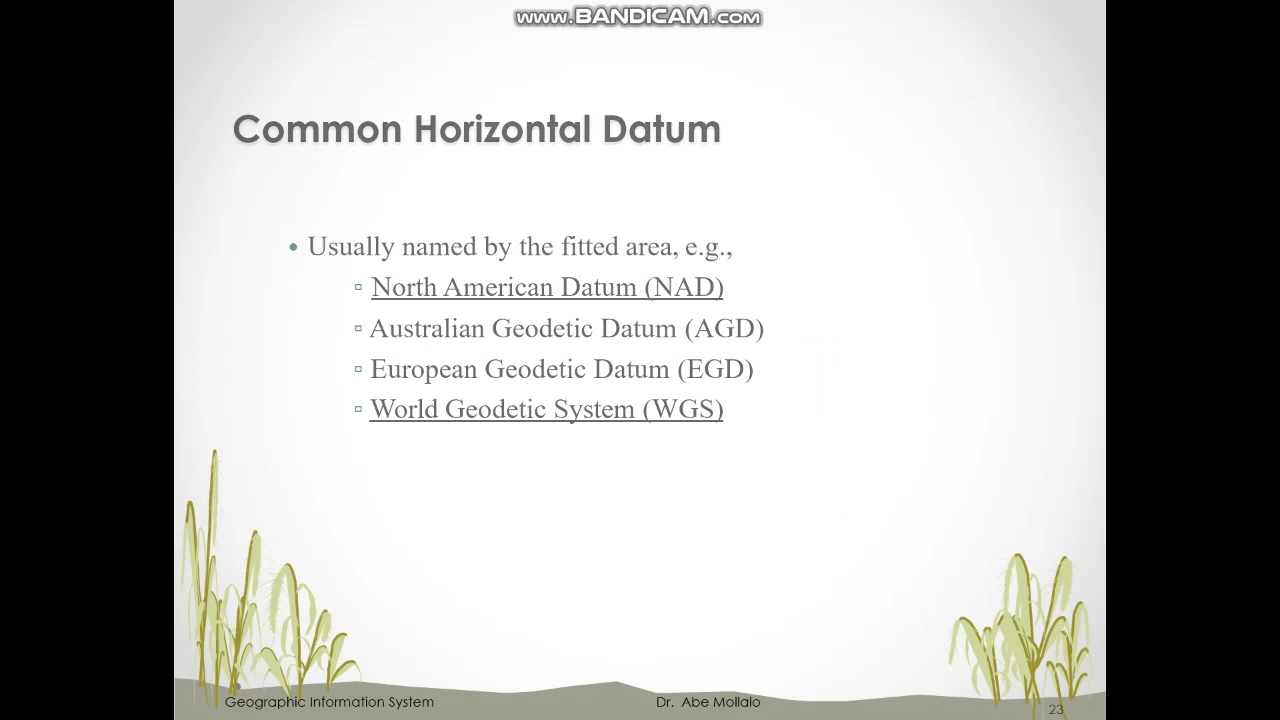 www.BANDICAM.com
Common Horizontal Datum
• Usually named by the fitted area, e.g.,
▫ North American Datum (NAD)
▫ Australian Geodetic Datum (AGD)
▫ European Geodetic Datum (EGD)
▫ World Geodetic System (WGS)
Geographic Information System
Dr. Abe Mollalo
23